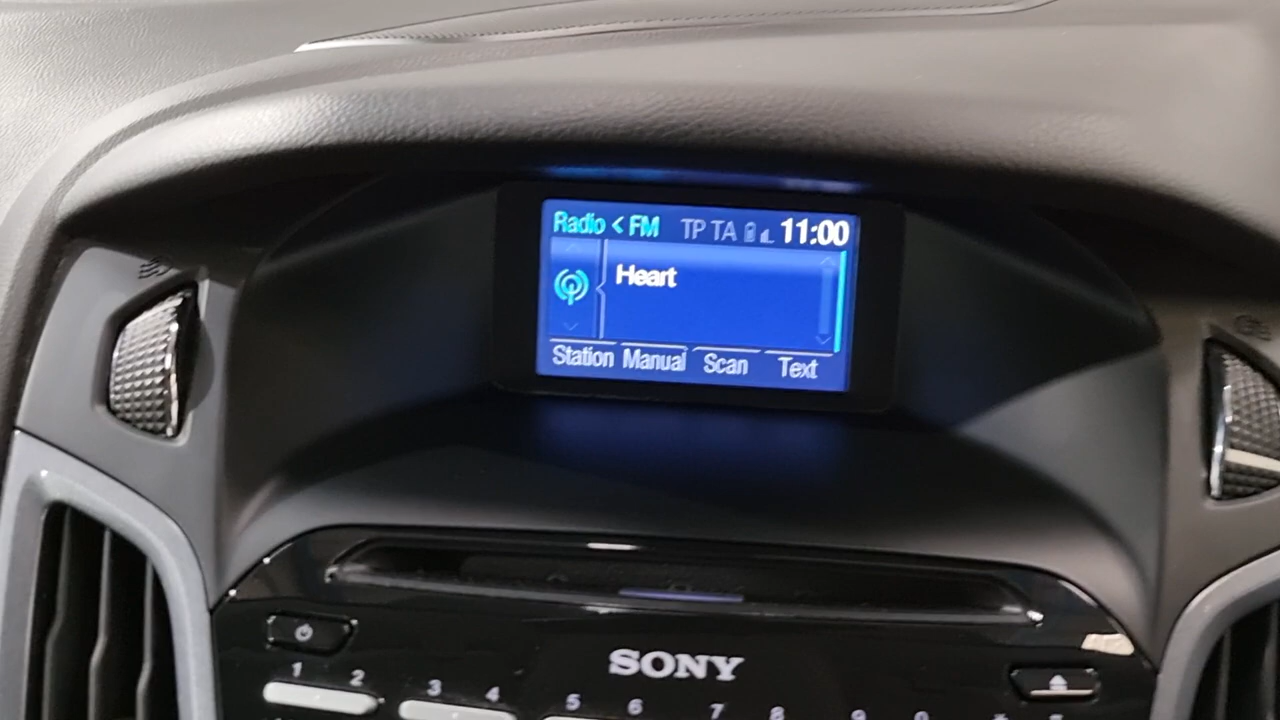 Radio < FM TP TA 11:00
Heart
Station Manual Scan Text
SONY
1 2 3 4 5 6 7 8 9 0